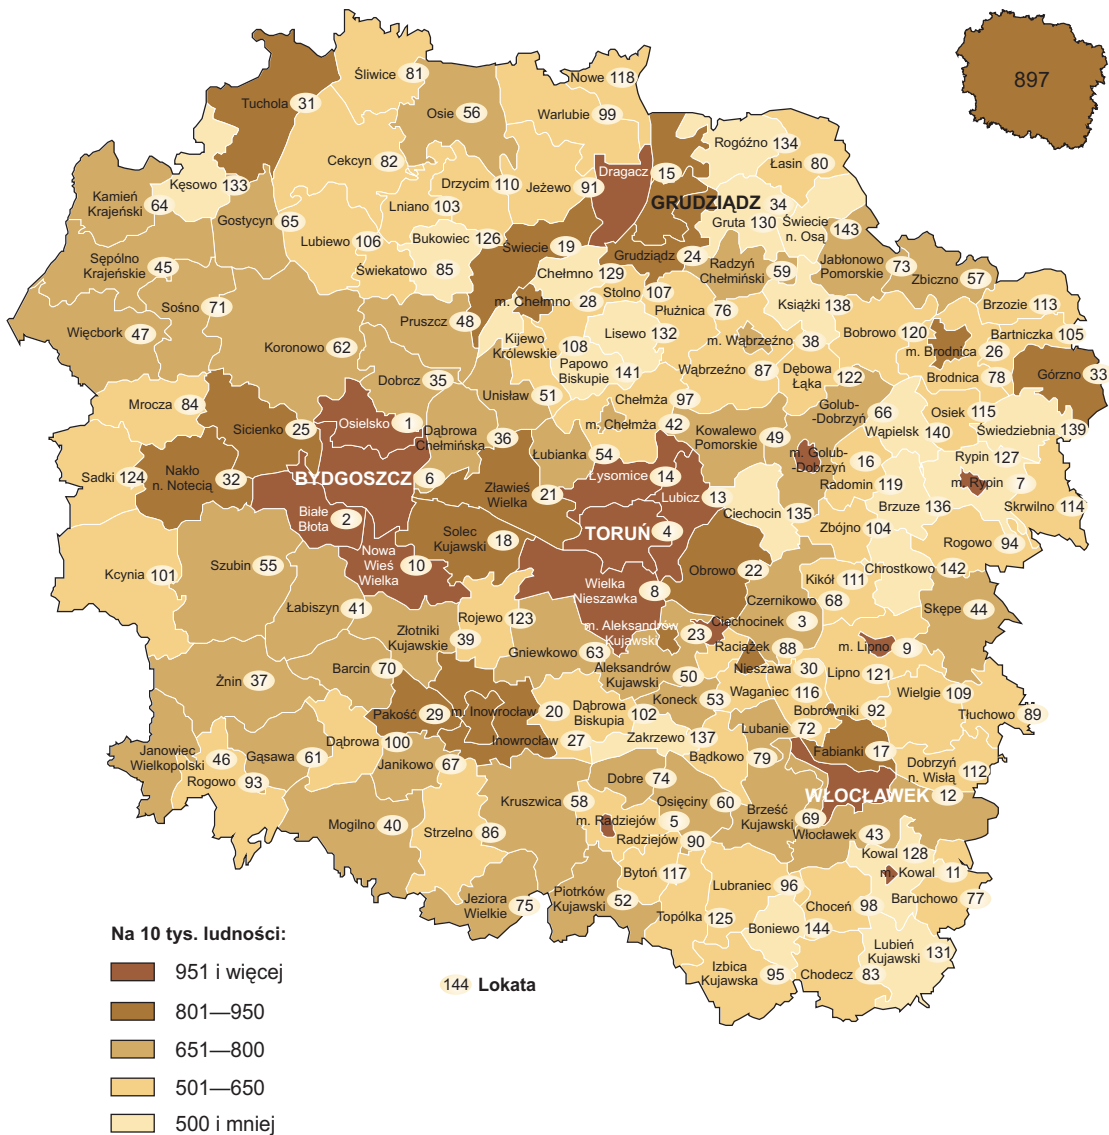 897
Śliwice 81
Nowe 118
Tuchola 31
Osie 56
Warlubie 99
Rogóźno 134
Łasin 80
Cekcyn 82
Dragacz 15
Kęsowo 133
Drzycim 110
Jeżewo 91
Kamień
Krajeński 64
Gostycyn 65
Lniano 103
GRUDZIĄDZ 34
Gruta 130
Świecie
n. Osą 143
Lubiewo 106
Bukowiec 126
Świecie 19
Grudziądz 24
Sępólno
Krajeńskie 45
Świekatowo 85
Chełmno 129
Radzyń
Chełmiński 59
Jabłonowo
Pomorskie 73
Zbiczno 57
Sośno 71
m. Chełmno 28
Stolno 107
Płużnica 76
Książki 138
Brzozie 113
Więcbork 47
Koronowo 62
Pruszcz 48
Kijewo
Królewskie 108
Lisewo 132
m. Wąbrzeźno 38
Bobrowo 120
m. Brodnica 26
Bartniczka 105
Papowo
Biskupie 141
Wąbrzeźno 87
Dębowa
Łąka 122
Brodnica 78
Górzno 33
Dobrcz 35
Unisław 51
Chełmża 97
Mrocza 84
Sicienko 25
Osielsko 1
Dąbrowa
Chełmińska 36
m. Chełmża 42
Kowalewo
Pomorskie 49
Golub-
-Dobrzyń 66
Osiek 115
Wąpielsk 140
Świedziebnia 139
Sadki 124
Nakło
n. Notecią 32
BYDGOSZCZ 6
Łubianka 54
m. Golub-
-Dobrzyń 16
Rypin 127
Zławieś
Wielka 21
Łysomice 14
Lubicz 13
Radomin 119
m. Rypin 7
Białe
Błota 2
Ciechocin 135
Brzuze 136
Skrwilno 114
Solec
Kujawski 18
TORUŃ 4
Zbójno 104
Rogowo 94
Kcynia 101
Szubin 55
Nowa
Wieś
Wielka 10
Wielka
Nieszawka 8
Obrowo 22
Kikół 111
Chrostkowo 142
Łabiszyn 41
Rojewo 123
Czernikowo 68
Skępe 44
Złotniki
Kujawskie 39
m. Aleksandrów
Kujawski 23
Ciechocinek 3
Gniewkowo 63
Raciążek 88
m. Lipno 9
Barcin 70
Aleksandrów
Kujawski 50
Nieszawa 30
Lipno 121
Żnin 37
Koneck 53
Waganiec 116
Wielgie 109
Pakość 29
m. Inowrocław 20
Dąbrowa
Biskupia 102
Bobrowniki 92
Tłuchowo 89
Inowrocław 27
Zakrzewo 137
Lubanie 72
Fabianki 17
Dąbrowa 100
Janowiec
Wielkopolski 46
Gąsawa 61
Janikowo 67
Bądkowo 79
Dobrzyń
n. Wisłą 112
Rogowo 93
Dobre 74
WŁOCŁAWEK 12
Kruszwica 58
Osięciny 60
Brześć
Kujawski 69
Mogilno 40
Strzelno 86
m. Radziejów 5
Włocławek 43
Radziejów 90
Kowal 128
Bytoń 117
m. Kowal 11
Jeziora
Wielkie 75
Piotrków
Kujawski 52
Lubraniec 96
Choceń 98
Baruchowo 77
Topólka 125
Boniewo 144
Lubień
Kujawski 131
Izbica
Kujawska 95
Chodecz 83
Na 10 tys. ludności:
951 i więcej
801—950
651—800
501—650
500 i mniej
144 Lokata